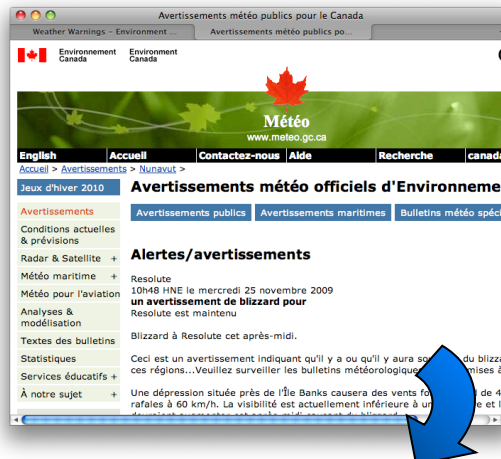 Avertissements météo publics pour le Canada
Weather Warnings – Environment ...
Avertissements météo publics po...
Environnement Canada
Environment Canada
Météo
www.meteo.gc.ca
English Accueil Contactez-nous Aide Recherche
Accueil > Avertissements > Nunavut >
Jeux d'hiver 2010
Avertissements météo officiels
Avertissements
Avertissements publics Avertissements maritimes Bulletins météo
Conditions actuelles
& prévisions
Radar & Satellite +
Météo maritime +
Météo pour l'aviation
Analyses &
modélisation
Textes des bulletins
Statistiques
Services éducatifs +
À notre sujet +
Alertes/avertissements
Resolute
10h48 HNE le mercredi 25 novembre 2009
un avertissement de blizzard pour
Resolute est maintenu
Blizzard à Resolute cet après-midi.
Ceci est un avertissement indiquant qu'il y a ou qu'il y aura du
ces régions...Veuillez surveiller les bulletins à
Une dépression située près de l'Île Banks causera des vents de
rafales à 60 km/h. La visibilité est actuellement inférieure à